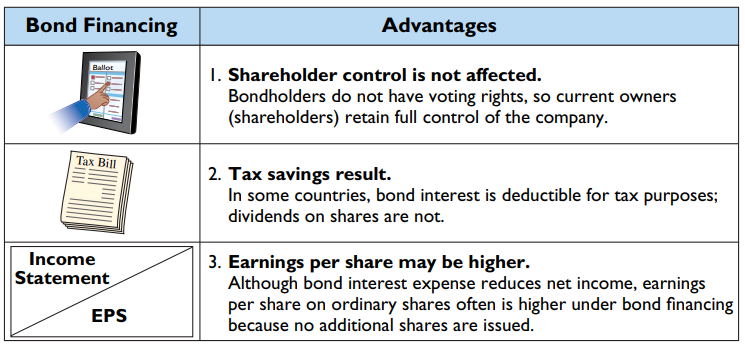 Bond Financing
Advantages
Ballot
1. Shareholder control is not affected.
Bondholders do not have voting rights, so current owners
(shareholders) retain full control of the company.
Tax Bill
2. Tax savings result.
In some countries, bond interest is deductible for tax purposes;
dividends on shares are not.
Income
Statement
EPS
3. Earnings per share may be higher.
Although bond interest expense reduces net income, earnings
per share on ordinary shares often is higher under bond financing
because no additional shares are issued.